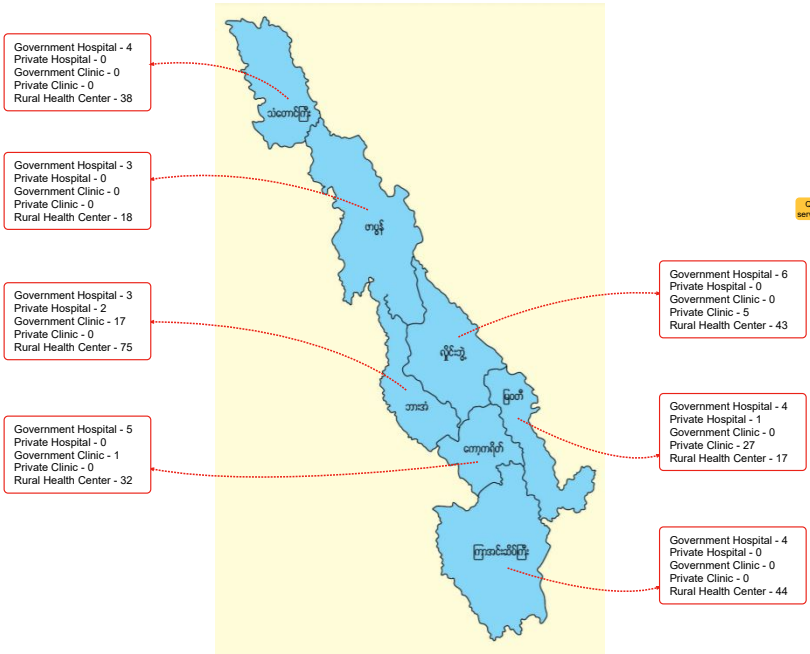 Government Hospital - 4
Private Hospital - 0
Government Clinic - 0
Private Clinic - 0
Rural Health Center - 38
သံတောင်ကြီး
Government Hospital - 3
Private Hospital - 0
Government Clinic - 0
Private Clinic - 0
Rural Health Center - 18
ဖာပွန်
Government Hospital - 6
Private Hospital - 0
Government Clinic - 0
Private Clinic - 5
Rural Health Center - 43
Government Hospital - 3
Private Hospital - 2
Government Clinic - 17
Private Clinic - 0
Rural Health Center - 75
လှိုင်းဘွဲ့
မြဝတီ
ဘားအံ
Government Hospital - 4
Private Hospital - 1
Government Clinic - 0
Private Clinic - 27
Rural Health Center - 17
Government Hospital - 5
Private Hospital - 0
Government Clinic - 1
Private Clinic - 0
Rural Health Center - 32
ကော့ကရိတ်
ကြာအင်းဆိပ်ကြီး
Government Hospital - 4
Private Hospital - 0
Government Clinic - 0
Private Clinic - 0
Rural Health Center - 44